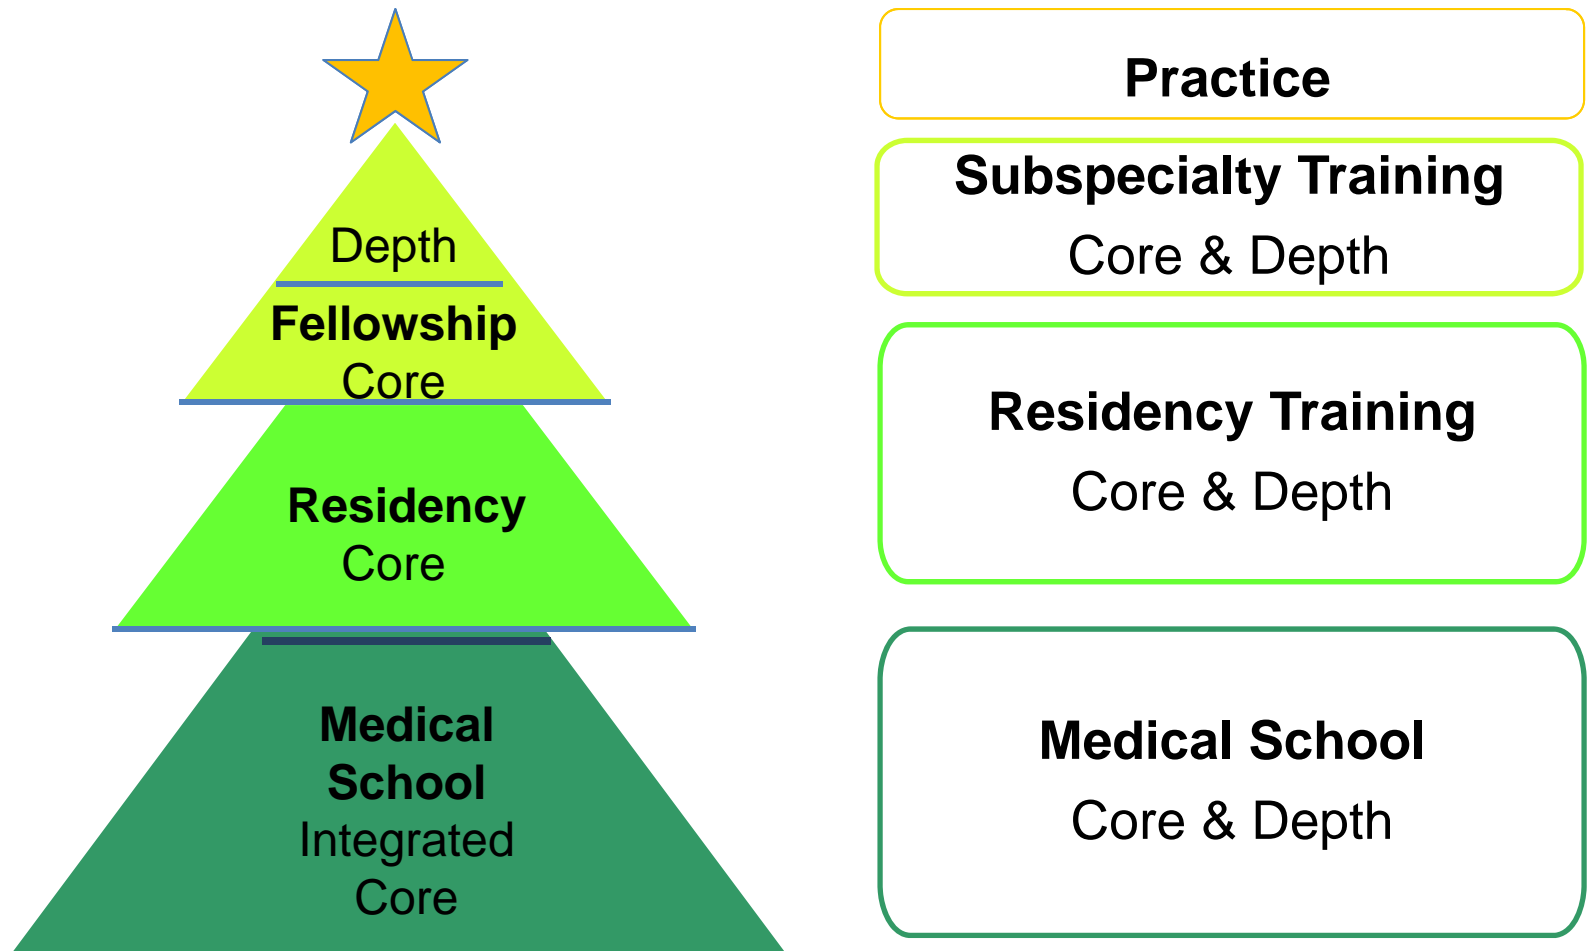 Depth
Fellowship
Core
Residency
Core
Medical
School
Integrated
Core
Practice
Subspecialty Training
Core & Depth
Residency Training
Core & Depth
Medical School
Core & Depth